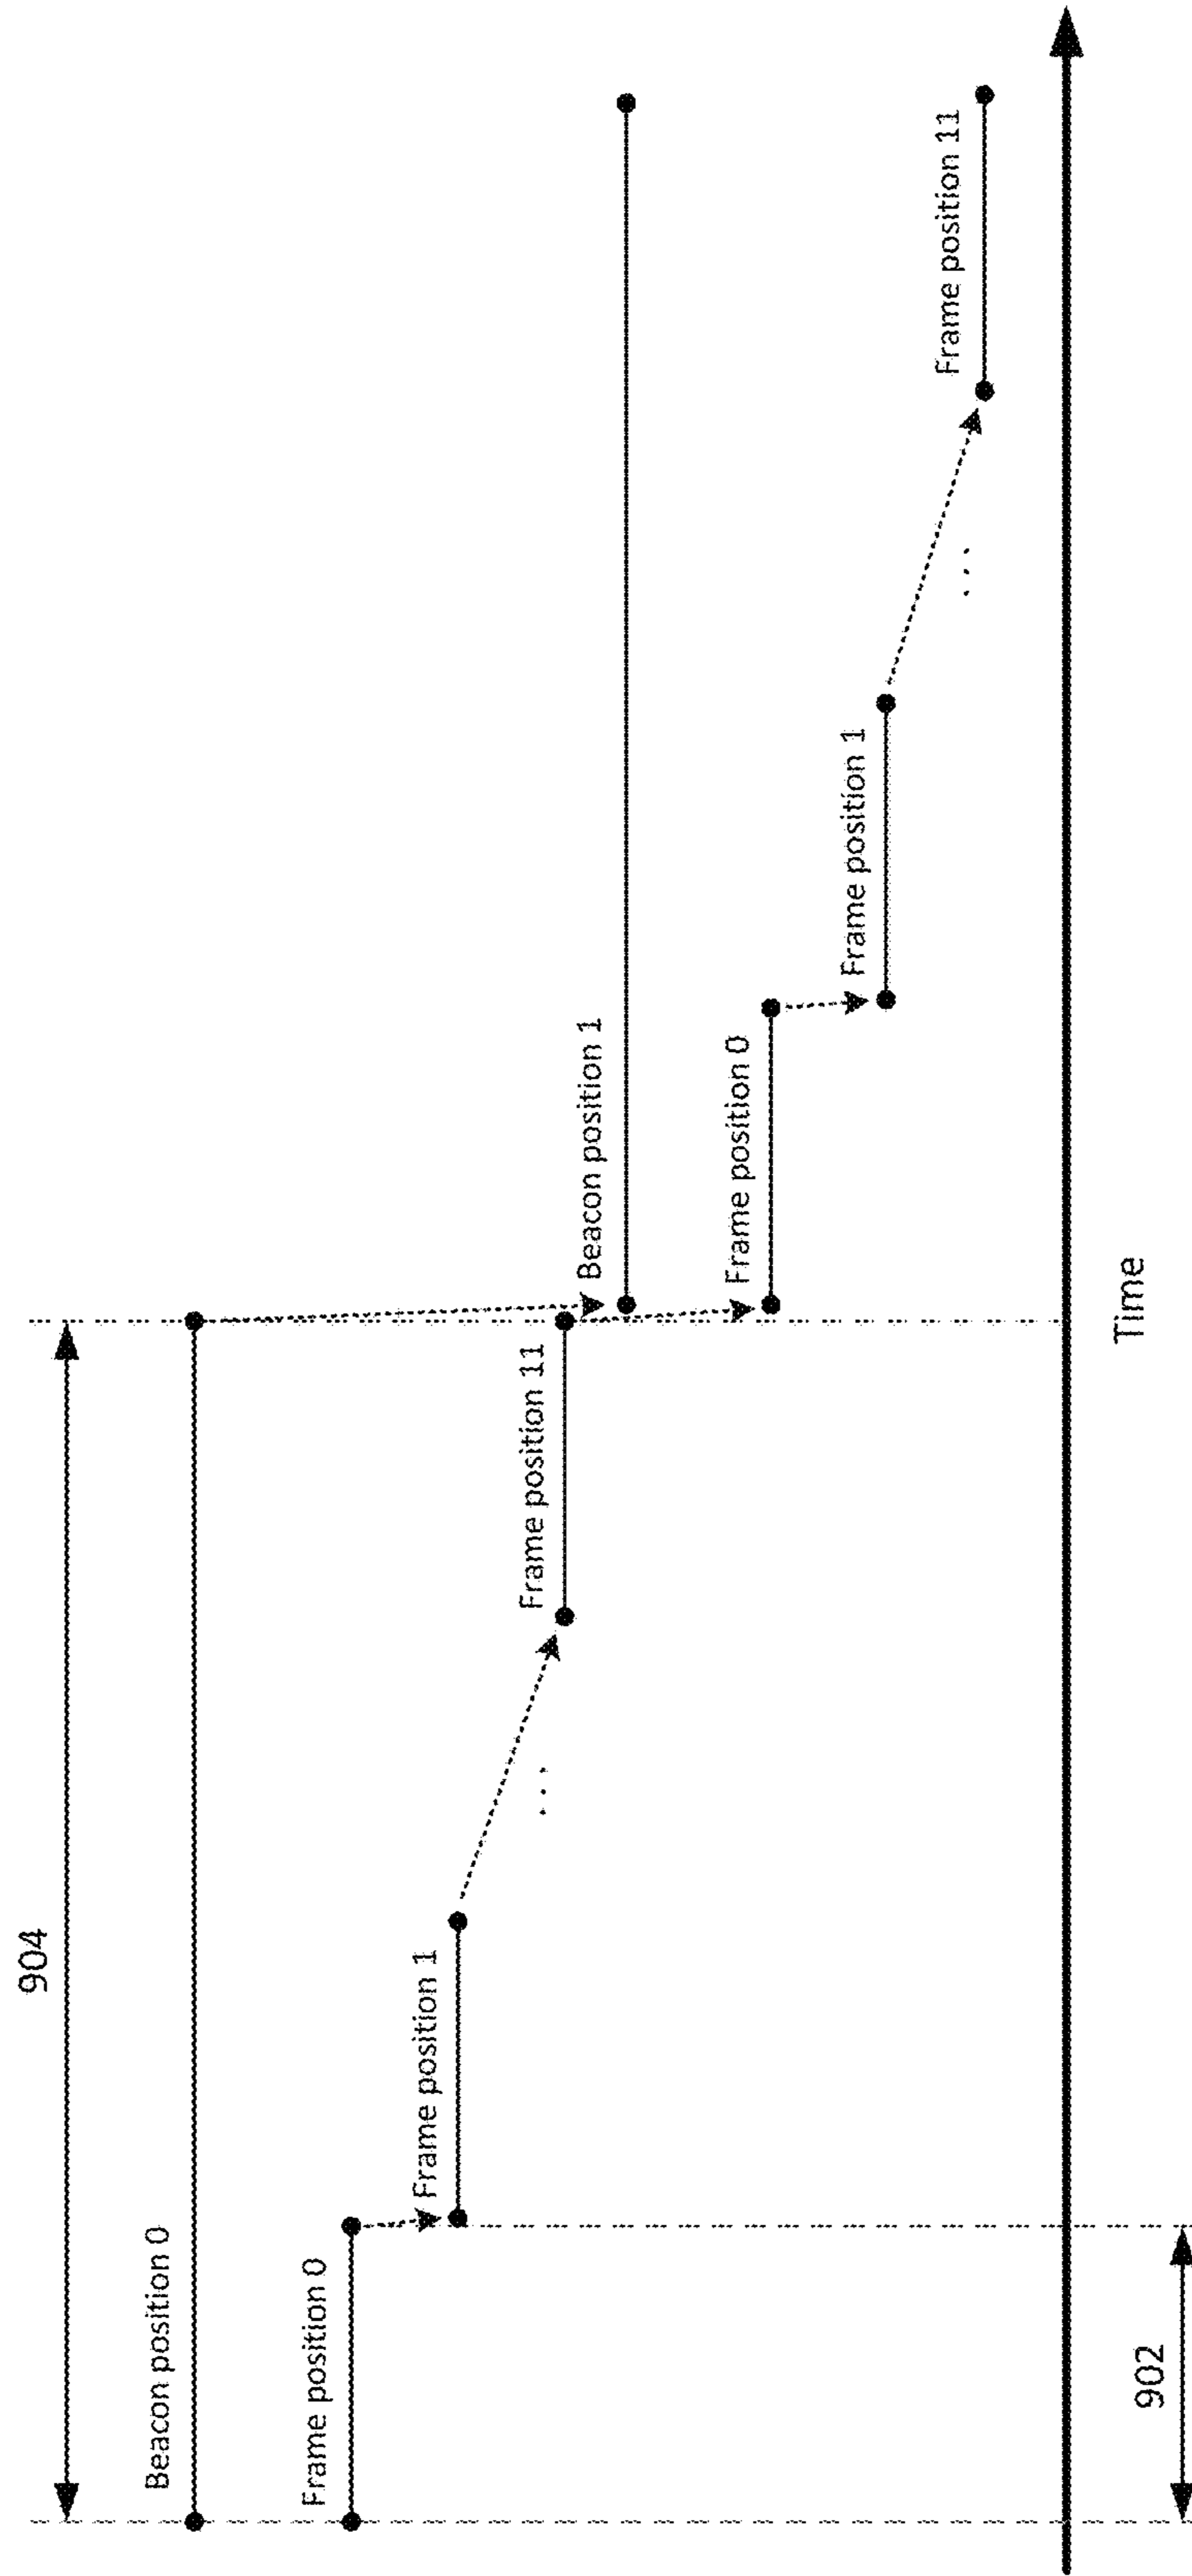 904
Beacon position 0
Frame position 0
Frame position 1
...
Frame position 11
Beacon position 1
Frame position 0
Frame position 1
...
Frame position 11
Time
902